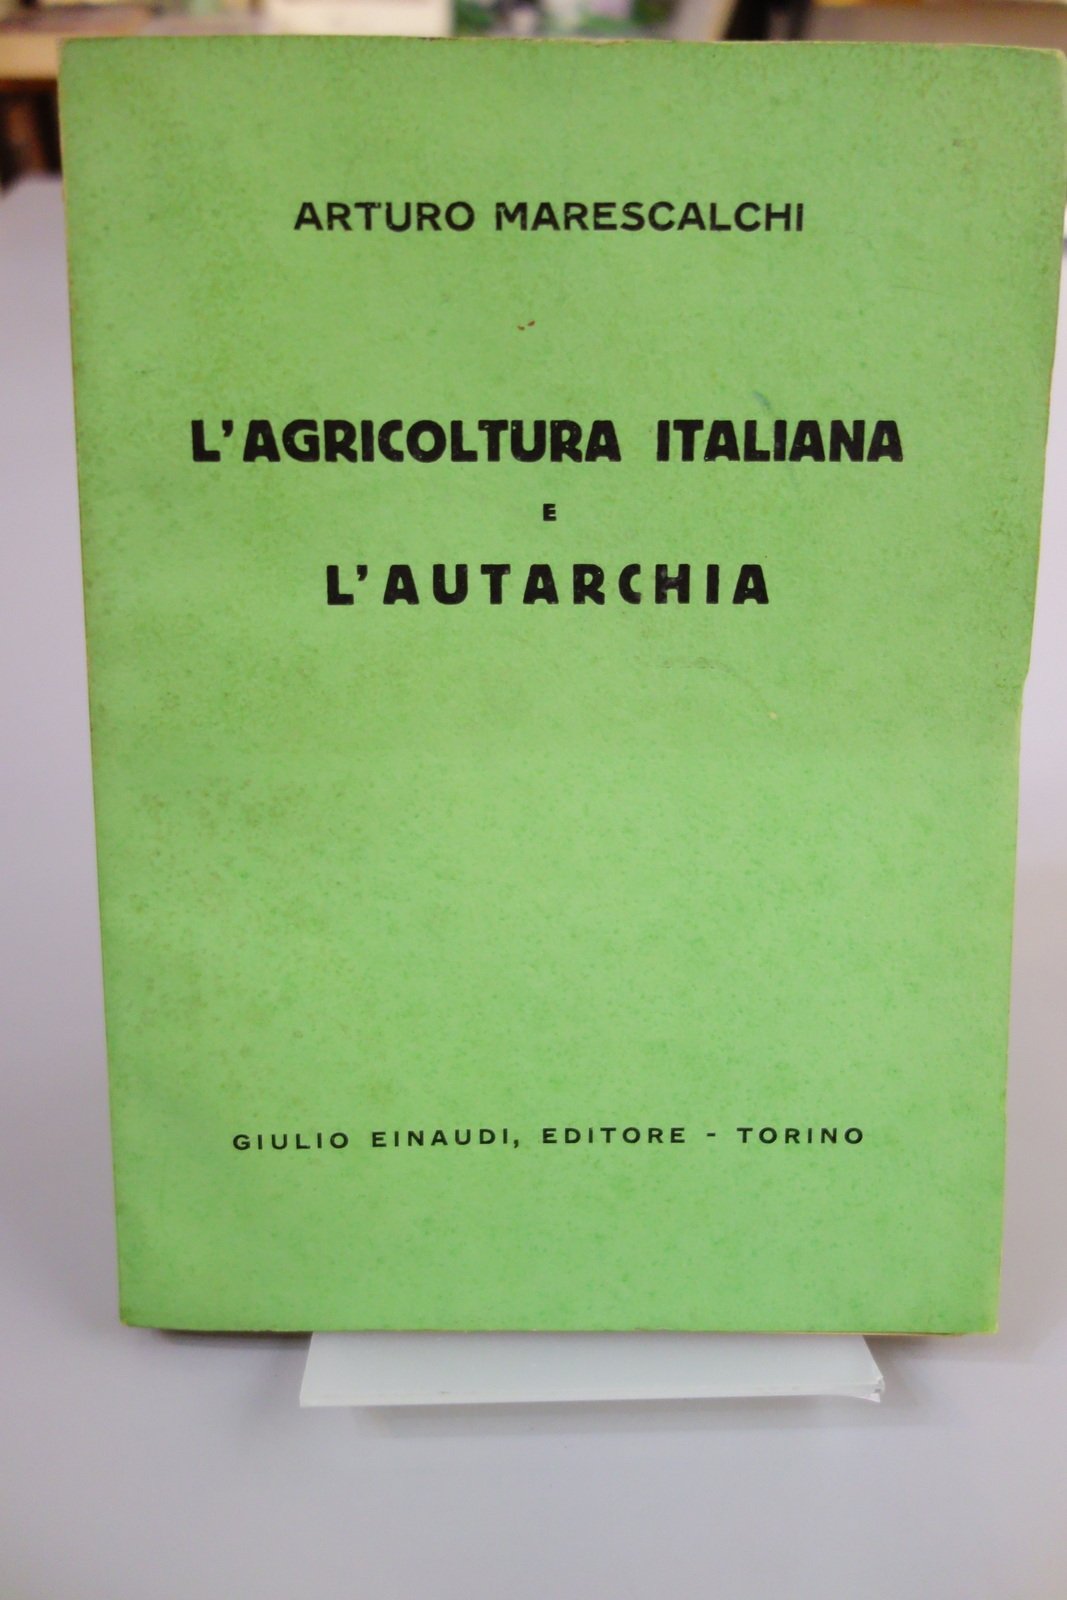 ARTURO MARESCALCHI
L'AGRICOLTURA ITALIANA
E
L'AUTARCHIA
GIULIO EINAUDI, EDITORE - TORINO